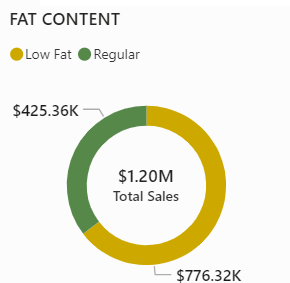 FAT CONTENT
Low Fat Regular
$425.36K
$1.20M
Total Sales
$776.32K